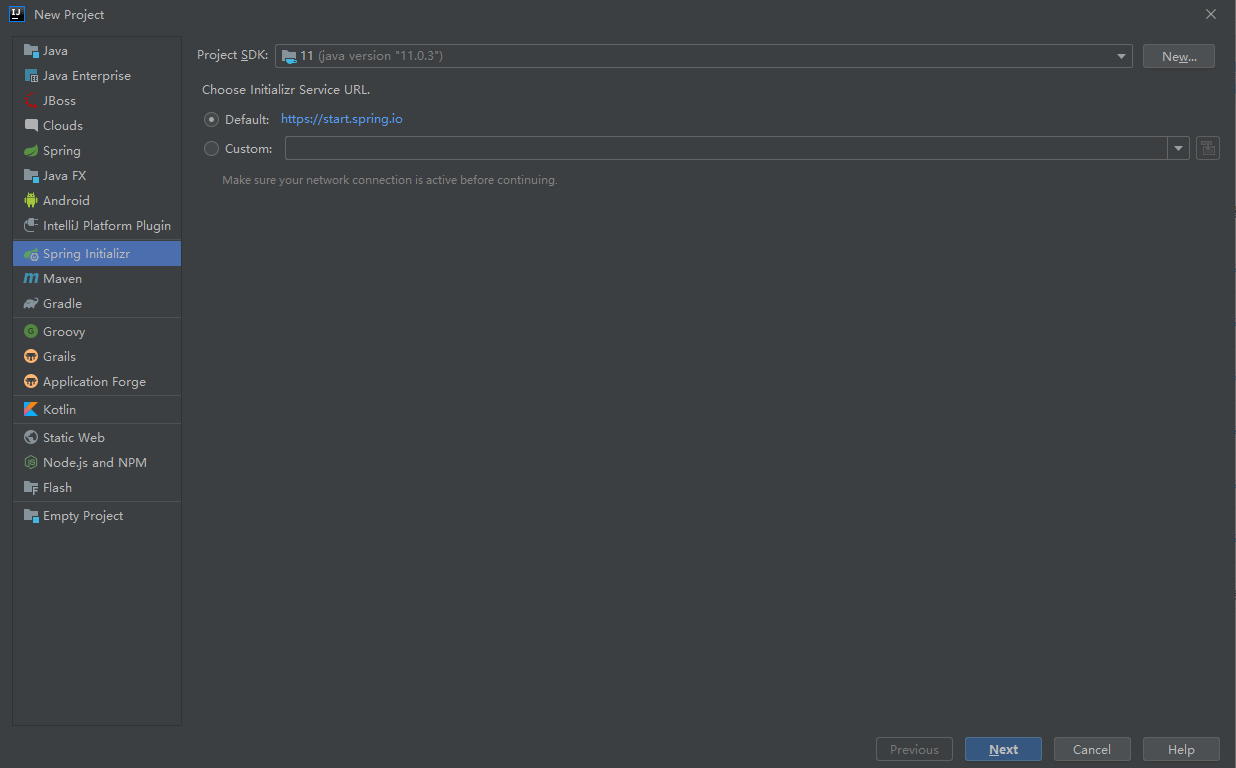 New Project
Java
Java Enterprise
JBoss
Clouds
Spring
Java FX
Android
IntelliJ Platform Plugin
Spring Initializr
Maven
Gradle
Groovy
Grails
Application Forge
Kotlin
Static Web
Node.js and NPM
Flash
Empty Project
Project SDK: 11 (java version "11.0.3") New...
Choose Initializr Service URL.
Default: https://start.spring.io
Custom:
Make sure your network connection is active before continuing.
Previous Next Cancel Help